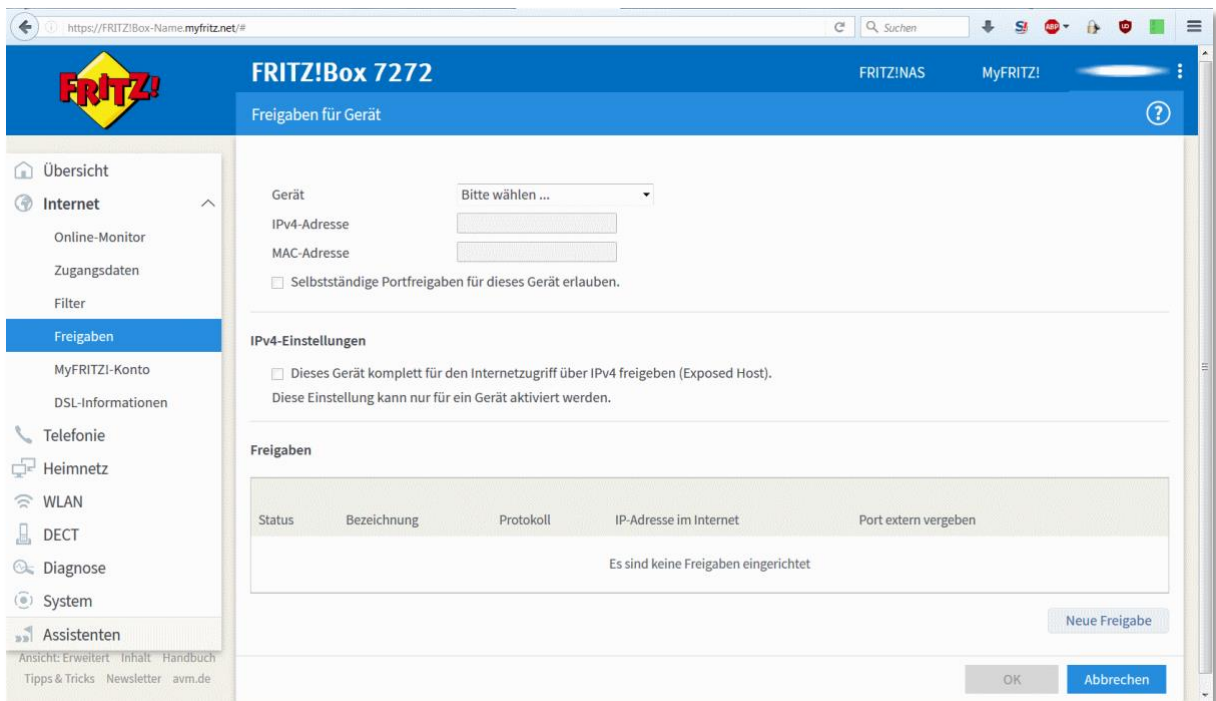 https://FRITZ!Box-Name.myfritz.net/#
Suchen
S!
ABP
FRITZ!
FRITZ!Box 7272
FRITZ!NAS
MyFRITZ!
Freigaben für Gerät
?
Übersicht
Internet
Online-Monitor
Zugangsdaten
Filter
Freigaben
MyFRITZ!-Konto
DSL-Informationen
Telefonie
Heimnetz
WLAN
DECT
Diagnose
System
Assistenten
Ansicht: Erweitert Inhalt Handbuch
Tipps & Tricks Newsletter avm.de
Gerät Bitte wählen ...
IPv4-Adresse
MAC-Adresse
Selbstständige Portfreigaben für dieses Gerät erlauben.
IPv4-Einstellungen
Dieses Gerät komplett für den Internetzugriff über IPv4 freigeben (Exposed Host).
Diese Einstellung kann nur für ein Gerät aktiviert werden.
Freigaben
Status Bezeichnung Protokoll IP-Adresse im Internet Port extern vergeben
Es sind keine Freigaben eingerichtet
Neue Freigabe
OK Abbrechen